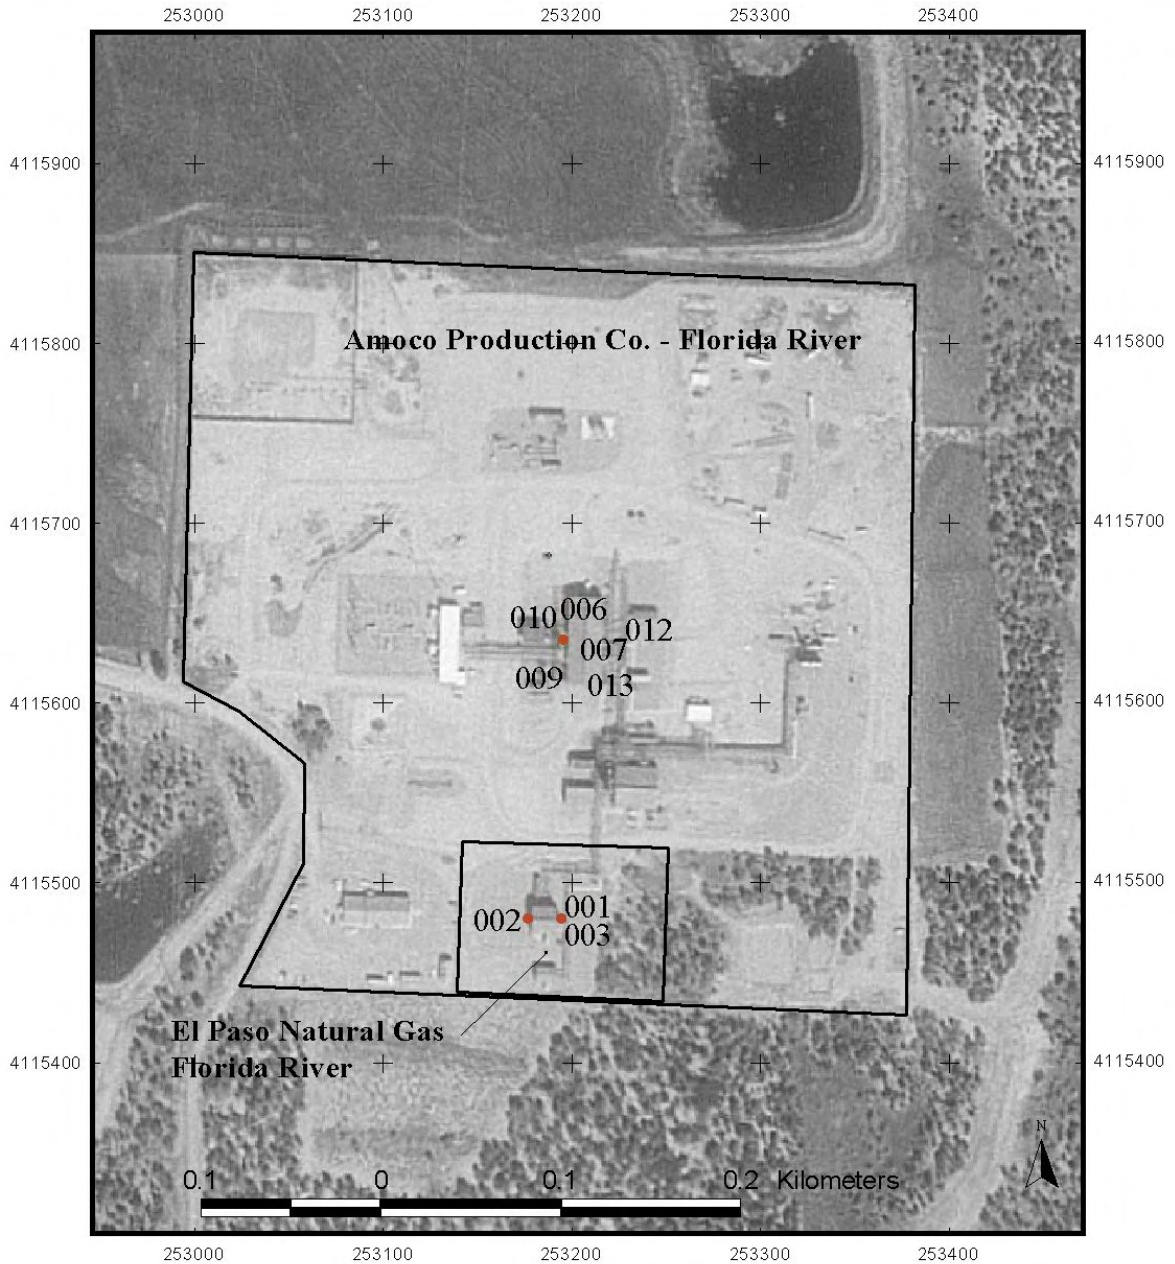 253000 253100 253200 253300 253400
4115900 4115900
4115800 Amoco Production Co. - Florida River 4115800
4115700 4115700
010 006
012
007
009
013
4115600 4115600
4115500 4115500
001
002
003
El Paso Natural Gas
Florida River
4115400 4115400
N
0.1 0 0.1 0.2 Kilometers
253000 253100 253200 253300 253400